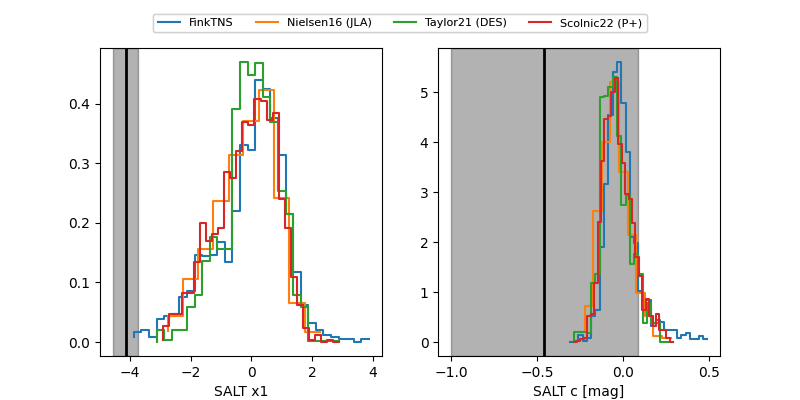 FinkTNS Nielsen16 (JLA) Taylor21 (DES) Scolnic22 (P+)
0.4
0.3
0.2
0.1
0.0
−4 −2 0 2 4
SALT x1
5
4
3
2
1
0
−1.0 −0.5 0.0 0.5
SALT c [mag]